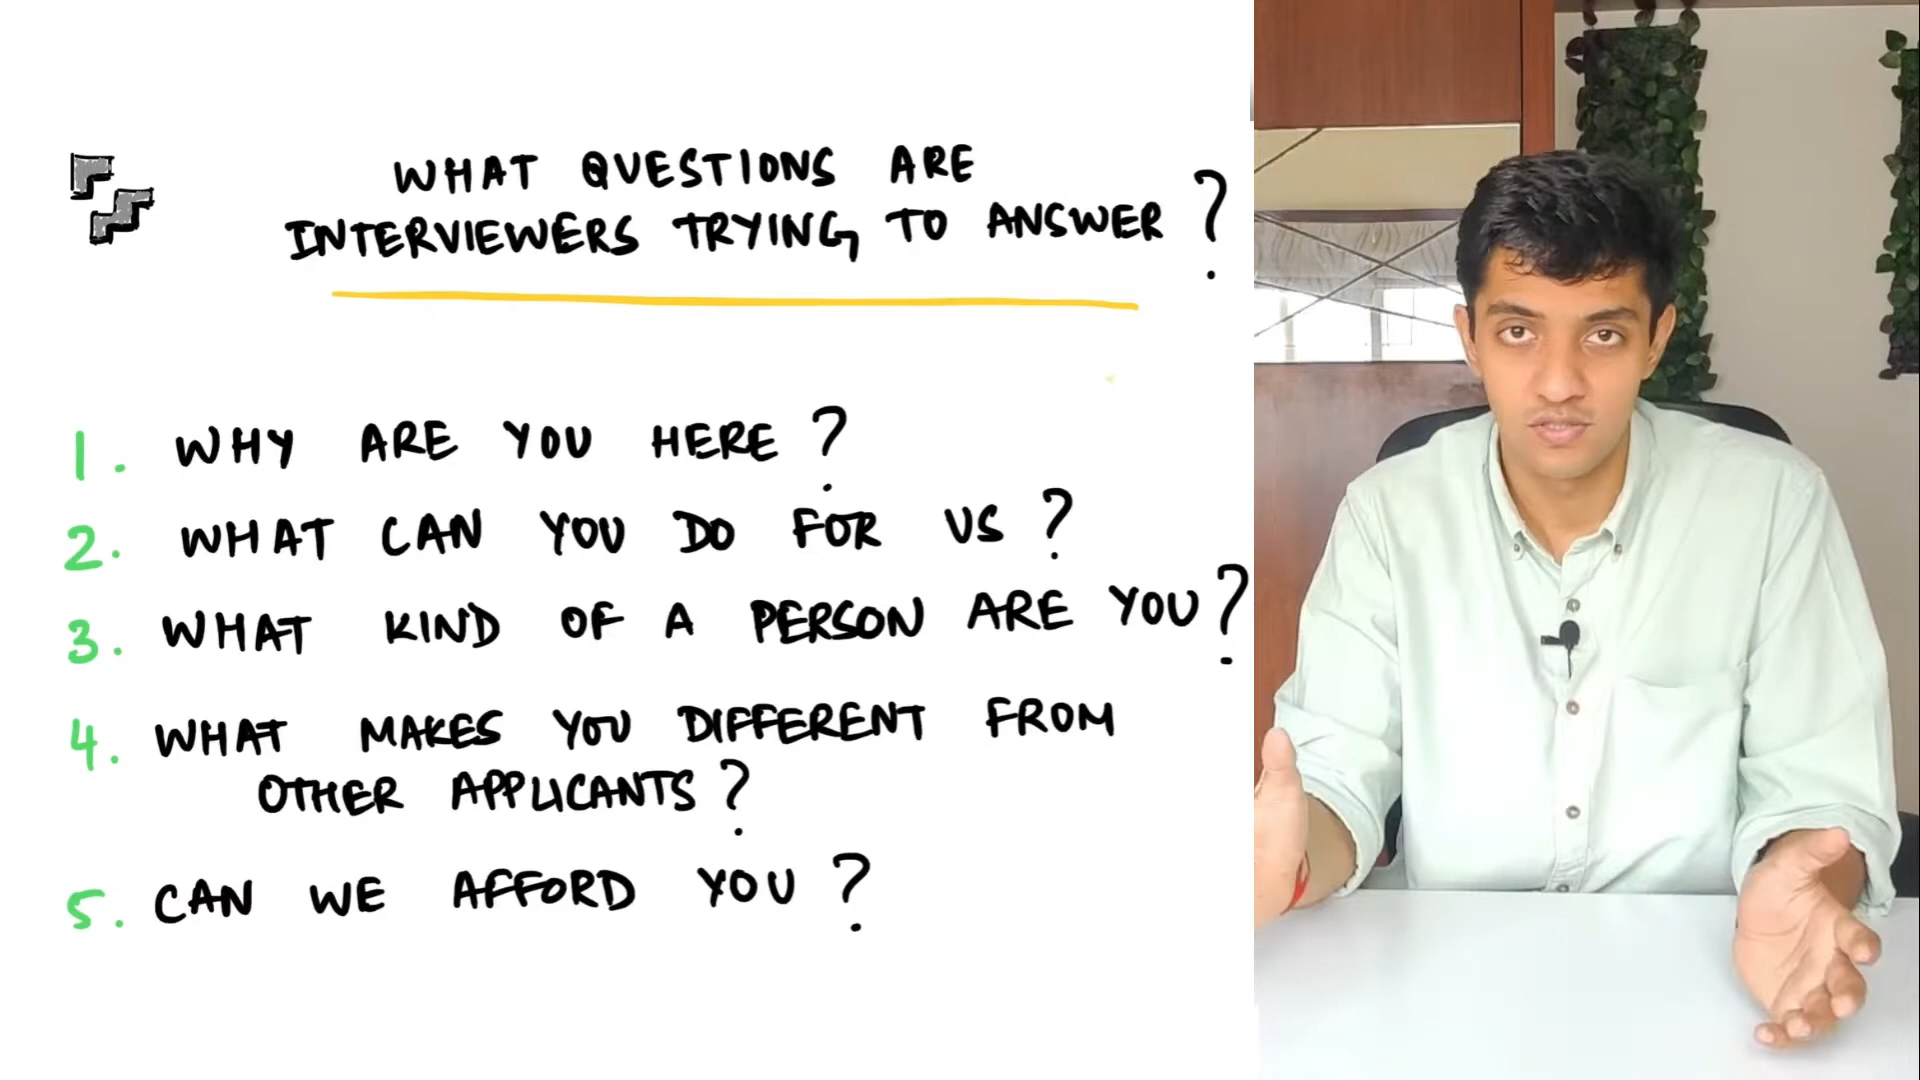 WHAT QUESTIONS ARE
INTERVIEWERS TRYING TO ANSWER?
1. WHY ARE YOU HERE?
2. WHAT CAN YOU DO FOR US?
3. WHAT KIND OF A PERSON ARE YOU?
4. WHAT MAKES YOU DIFFERENT FROM
OTHER APPLICANTS?
5. CAN WE AFFORD YOU?